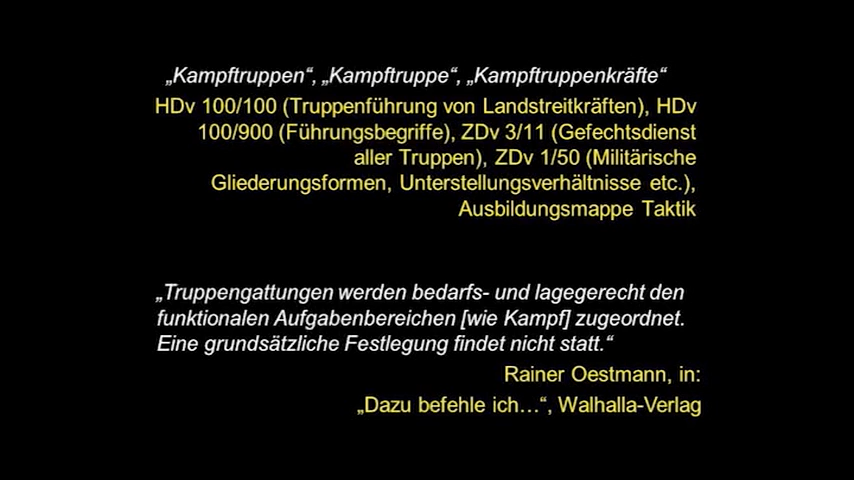 „Kampftruppen“, „Kampftruppe“, „Kampftruppenkräfte“
HDv 100/100 (Truppenführung von Landstreitkräften), HDv
100/900 (Führungsbegriffe), ZDv 3/11 (Gefechtsdienst
aller Truppen), ZDv 1/50 (Militärische
Gliederungsformen, Unterstellungsverhältnisse etc.),
Ausbildungsmappe Taktik
„Truppengattungen werden bedarfs- und lagegerecht den
funktionalen Aufgabenbereichen [wie Kampf] zugeordnet.
Eine grundsätzliche Festlegung findet nicht statt.“
Rainer Oestmann, in:
„Dazu befehle ich…“, Walhalla-Verlag